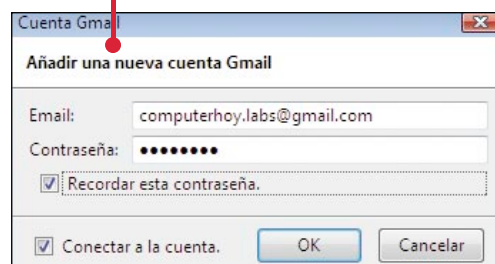 Cuenta Gmail
Añadir una nueva cuenta Gmail
Email: computerhoy.labs@gmail.com
Contraseña: ●●●●●●●●
Recordar esta contraseña.
Conectar a la cuenta. OK Cancelar